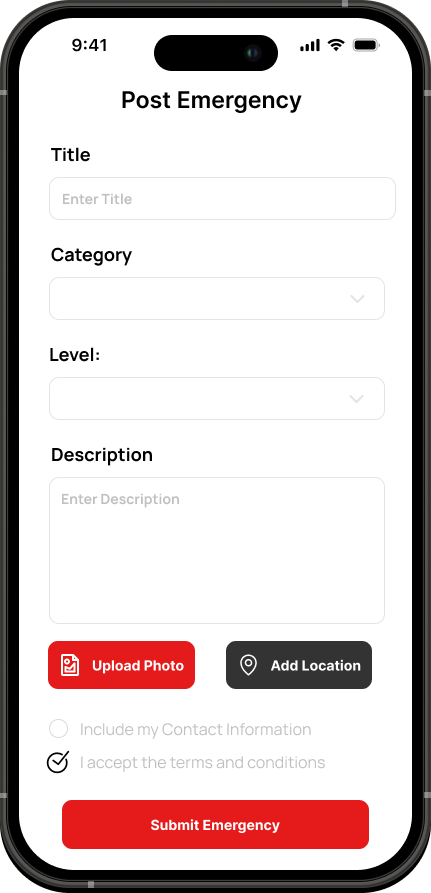 9:41
Post Emergency
Title
Enter Title
Category
Level:
Description
Enter Description
Upload Photo
Add Location
Include my Contact Information
I accept the terms and conditions
Submit Emergency